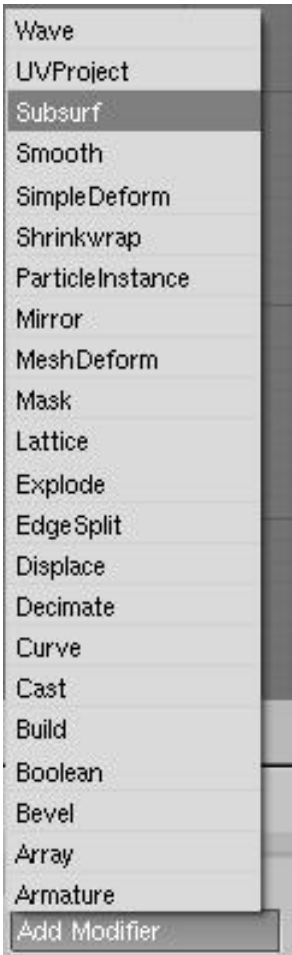 Wave
UVProject
Subsurf
Smooth
SimpleDeform
Shrinkwrap
ParticleInstance
Mirror
MeshDeform
Mask
Lattice
Explode
EdgeSplit
Displace
Decimate
Curve
Cast
Build
Boolean
Bevel
Array
Armature
Add Modifier